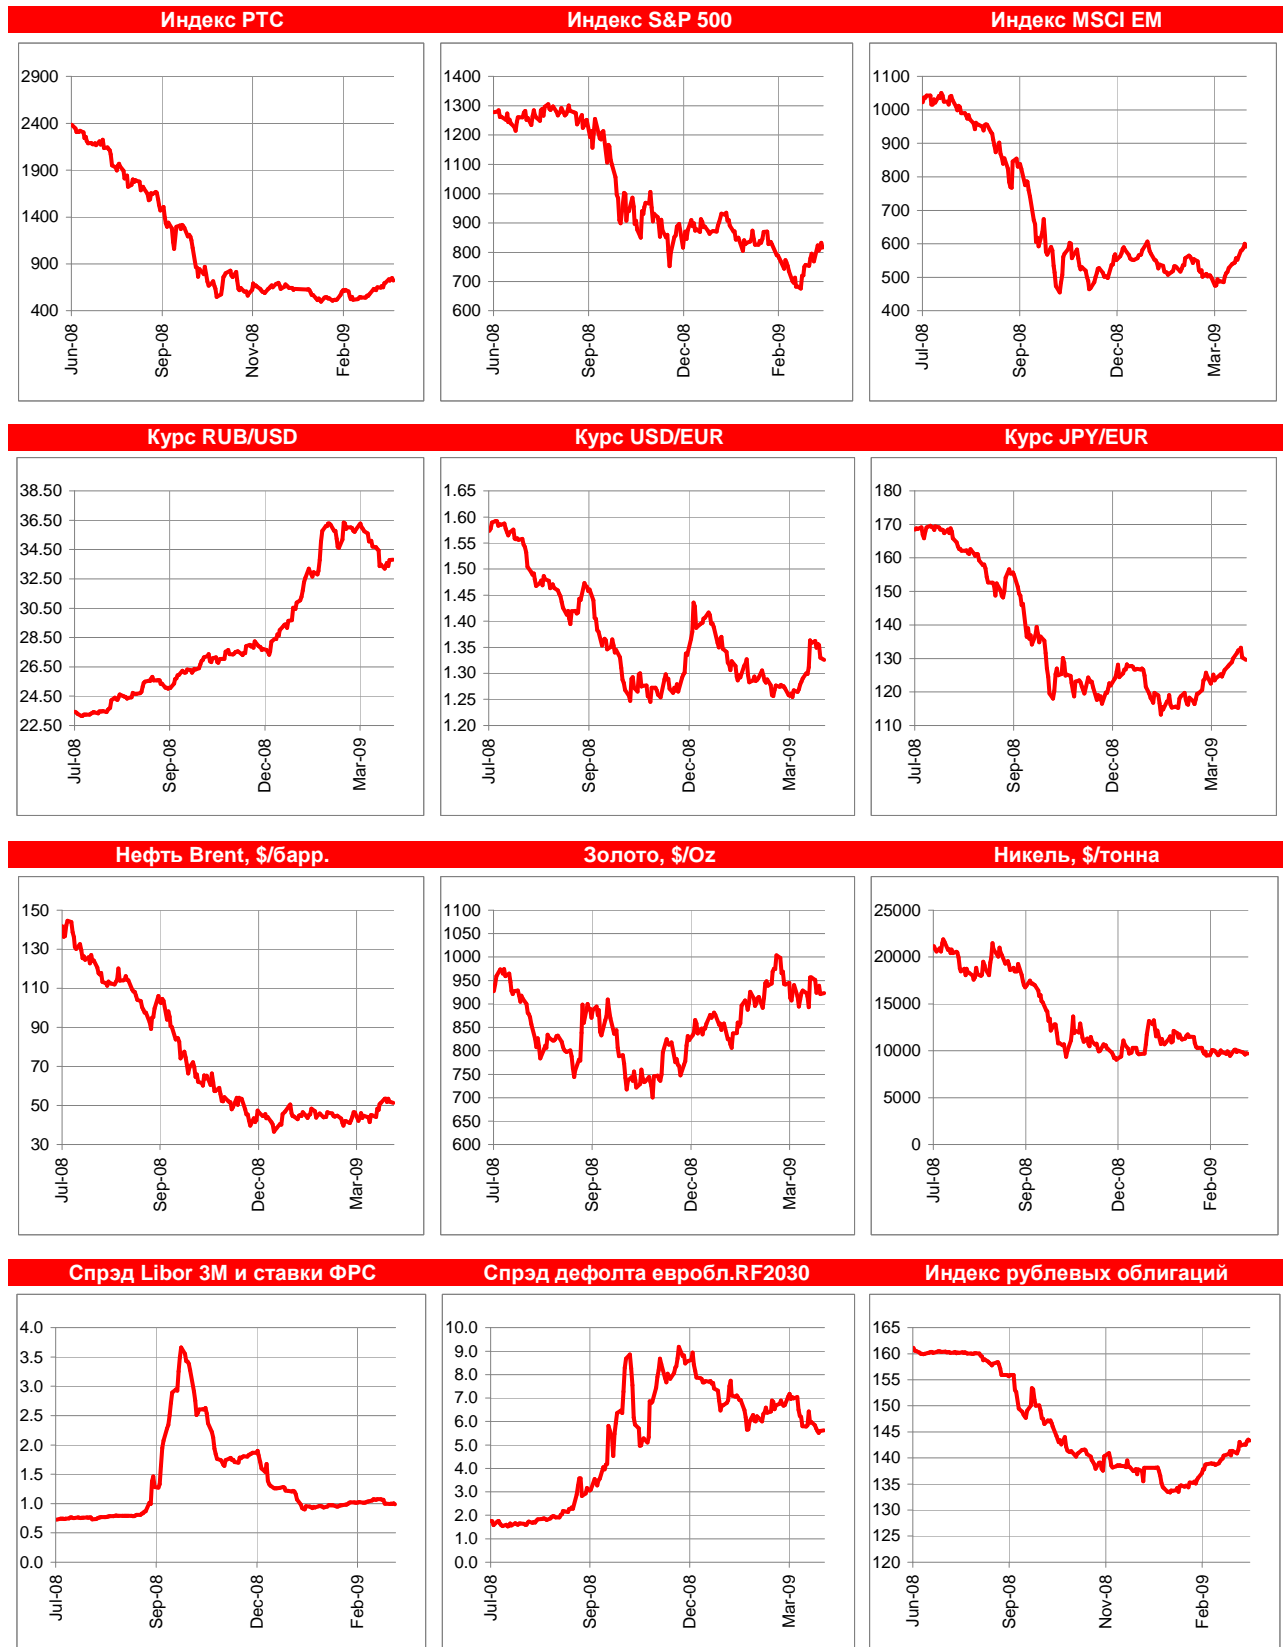 Индекс РТС
Индекс S&P 500
Индекс MSCI EM
2900
2400
1900
1400
900
400
Jun-08
Sep-08
Nov-08
Feb-09
1400
1300
1200
1100
1000
900
800
700
600
Jun-08
Sep-08
Dec-08
Feb-09
1100
1000
900
800
700
600
500
400
Jul-08
Sep-08
Dec-08
Mar-09
Курс RUB/USD
Курс USD/EUR
Курс JPY/EUR
38.50
36.50
34.50
32.50
30.50
28.50
26.50
24.50
22.50
Jul-08
Sep-08
Dec-08
Mar-09
1.65
1.60
1.55
1.50
1.45
1.40
1.35
1.30
1.25
1.20
Jul-08
Sep-08
Dec-08
Mar-09
180
170
160
150
140
130
120
110
Jul-08
Sep-08
Dec-08
Mar-09
Нефть Brent, $/барр.
Золото, $/Oz
Никель, $/тонна
150
130
110
90
70
50
30
Jul-08
Sep-08
Dec-08
Mar-09
1100
1050
1000
950
900
850
800
750
700
650
600
Jul-08
Sep-08
Dec-08
Mar-09
25000
20000
15000
10000
5000
0
Jul-08
Sep-08
Dec-08
Feb-09
Спрэд Libor 3M и ставки ФРС
Спрэд дефолта евробл.RF2030
Индекс рублевых облигаций
4.0
3.5
3.0
2.5
2.0
1.5
1.0
0.5
0.0
Jul-08
Sep-08
Dec-08
Feb-09
10.0
9.0
8.0
7.0
6.0
5.0
4.0
3.0
2.0
1.0
0.0
Jul-08
Sep-08
Dec-08
Mar-09
165
160
155
150
145
140
135
130
125
120
Jun-08
Sep-08
Nov-08
Feb-09